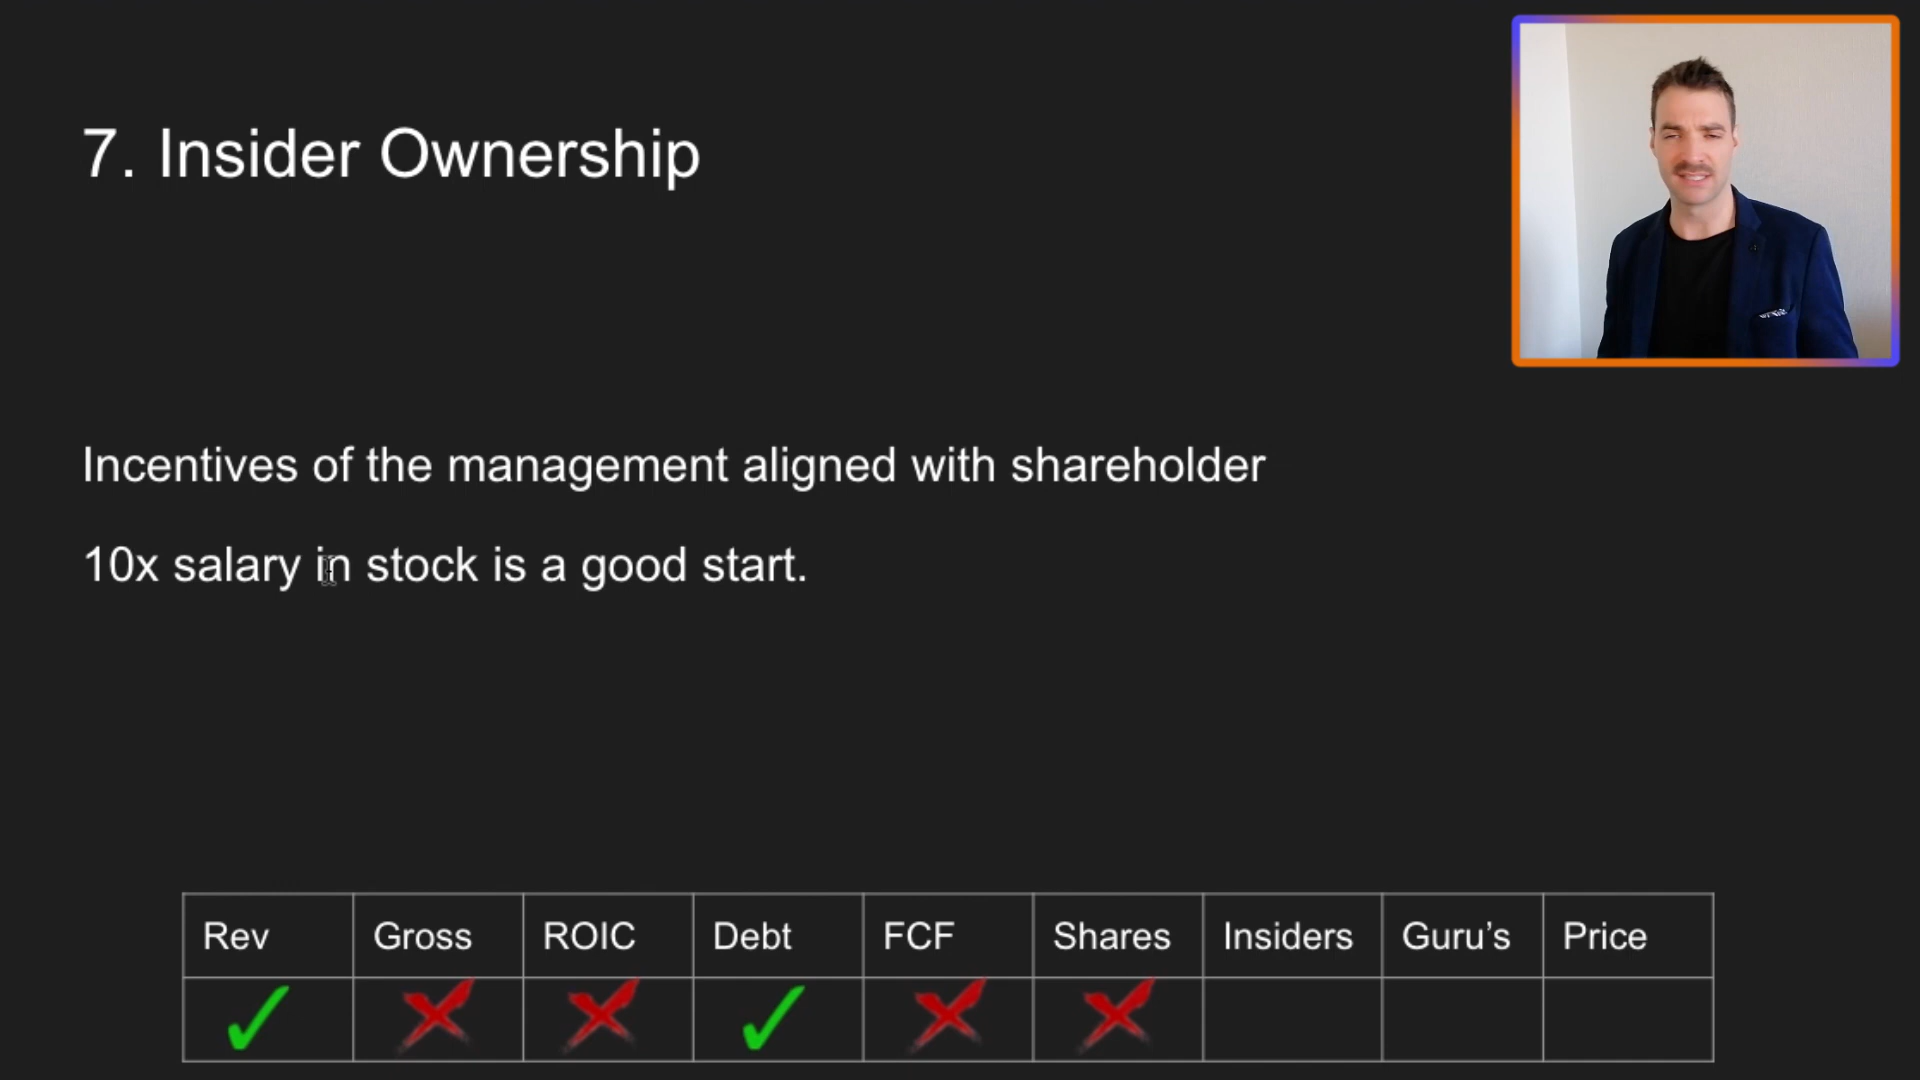 7. Insider Ownership
Incentives of the management aligned with shareholder
10x salary in stock is a good start.
Rev Gross ROIC Debt FCF Shares Insiders Guru’s Price